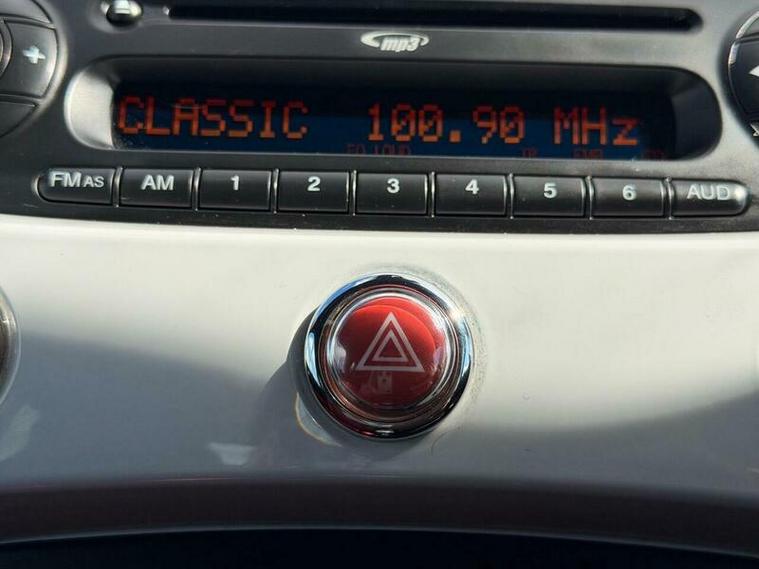 mp3
CLASSIC 100.90 MHz
FM AS AM 1 2 3 4 5 6 AUD